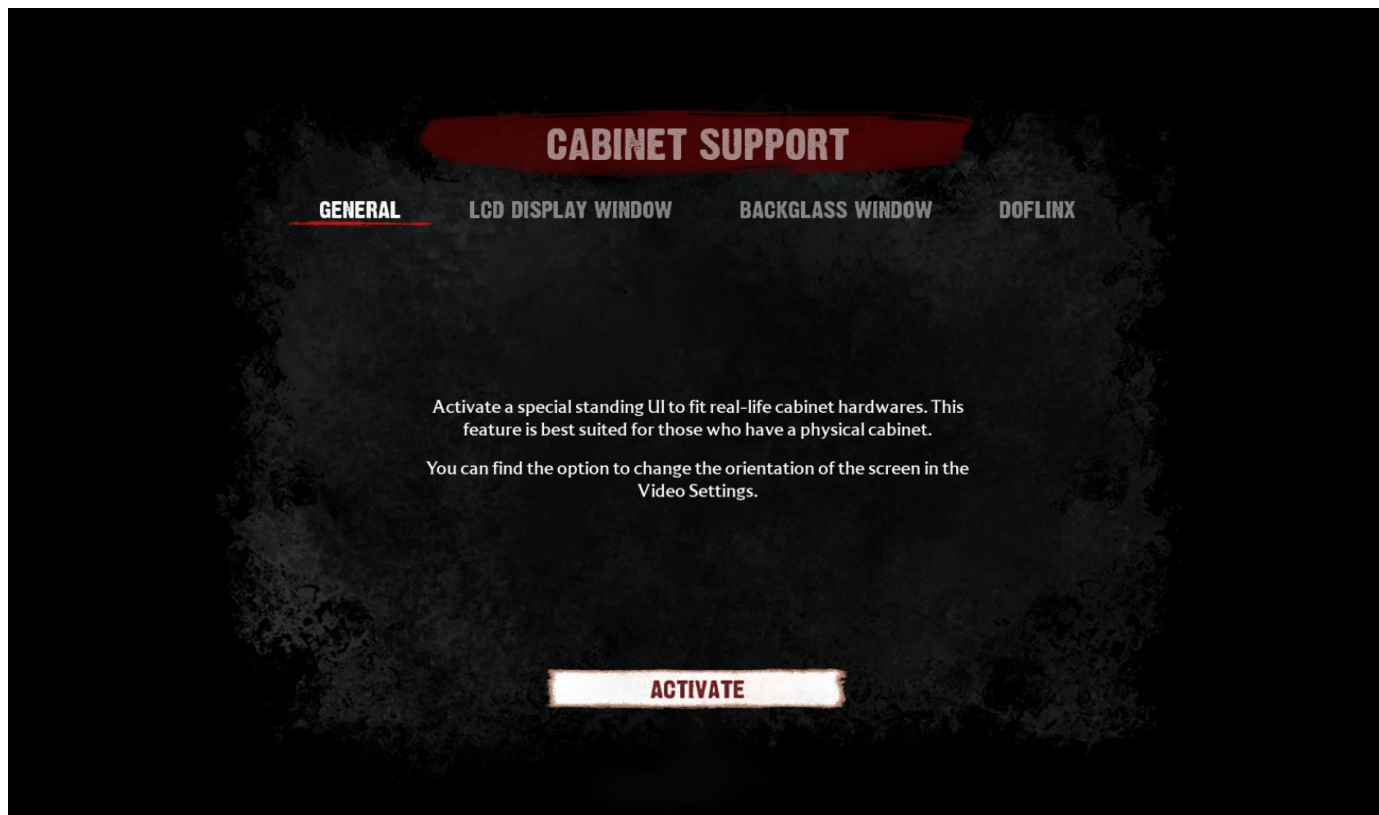 CABINET SUPPORT
GENERAL LCD DISPLAY WINDOW BACKGLASS WINDOW DOFLINX
Activate a special standing UI to fit real-life cabinet hardwares. This
feature is best suited for those who have a physical cabinet.
You can find the option to change the orientation of the screen in the
Video Settings.
ACTIVATE